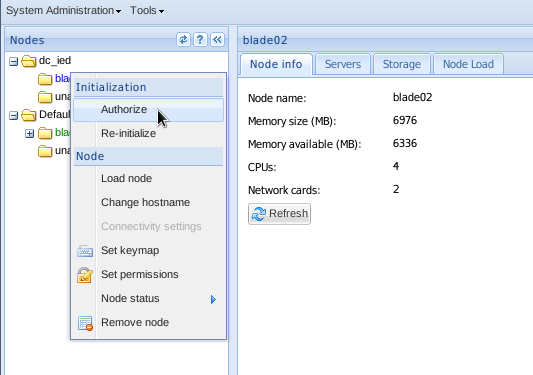 System Administration Tools
Nodes
dc_ied
bla
una
Defau
bla
una
Initialization
Authorize
Re-initialize
Node
Load node
Change hostname
Connectivity settings
Set keymap
Set permissions
Node status
Remove node
blade02
Node info Servers Storage Node Load
Node name: blade02
Memory size (MB): 6976
Memory available (MB): 6336
CPUs: 4
Network cards: 2
Refresh